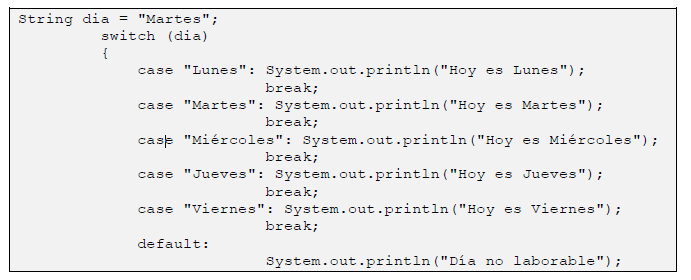 String dia = "Martes";
switch (dia)
{
case "Lunes": System.out.println("Hoy es Lunes");
break;
case "Martes": System.out.println("Hoy es Martes");
break;
case "Miércoles": System.out.println("Hoy es Miércoles");
break;
case "Jueves": System.out.println("Hoy es Jueves");
break;
case "Viernes": System.out.println("Hoy es Viernes");
break;
default:
System.out.println("Día no laborable");